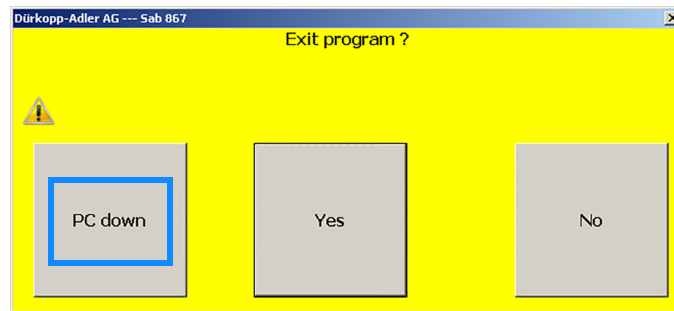 Dürkopp-Adler AG --- Sab 867
Exit program ?
PC down
Yes
No